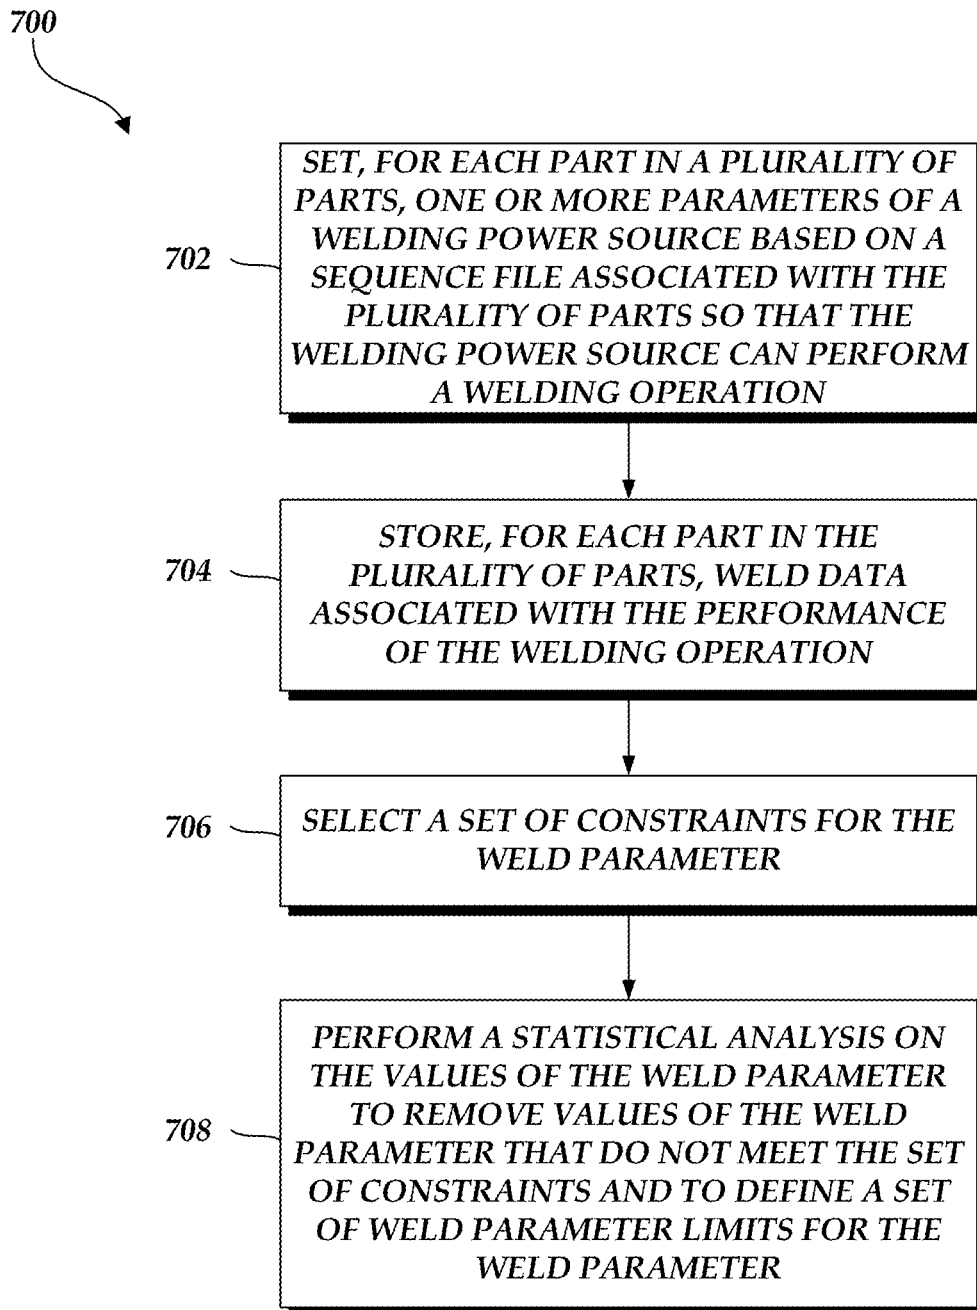 700
702
SET, FOR EACH PART IN A PLURALITY OF
PARTS, ONE OR MORE PARAMETERS OF A
WELDING POWER SOURCE BASED ON A
SEQUENCE FILE ASSOCIATED WITH THE
PLURALITY OF PARTS SO THAT THE
WELDING POWER SOURCE CAN PERFORM
A WELDING OPERATION
704
STORE, FOR EACH PART IN THE
PLURALITY OF PARTS, WELD DATA
ASSOCIATED WITH THE PERFORMANCE
OF THE WELDING OPERATION
706
SELECT A SET OF CONSTRAINTS FOR THE
WELD PARAMETER
708
PERFORM A STATISTICAL ANALYSIS ON
THE VALUES OF THE WELD PARAMETER
TO REMOVE VALUES OF THE WELD
PARAMETER THAT DO NOT MEET THE SET
OF CONSTRAINTS AND TO DEFINE A SET
OF WELD PARAMETER LIMITS FOR THE
WELD PARAMETER